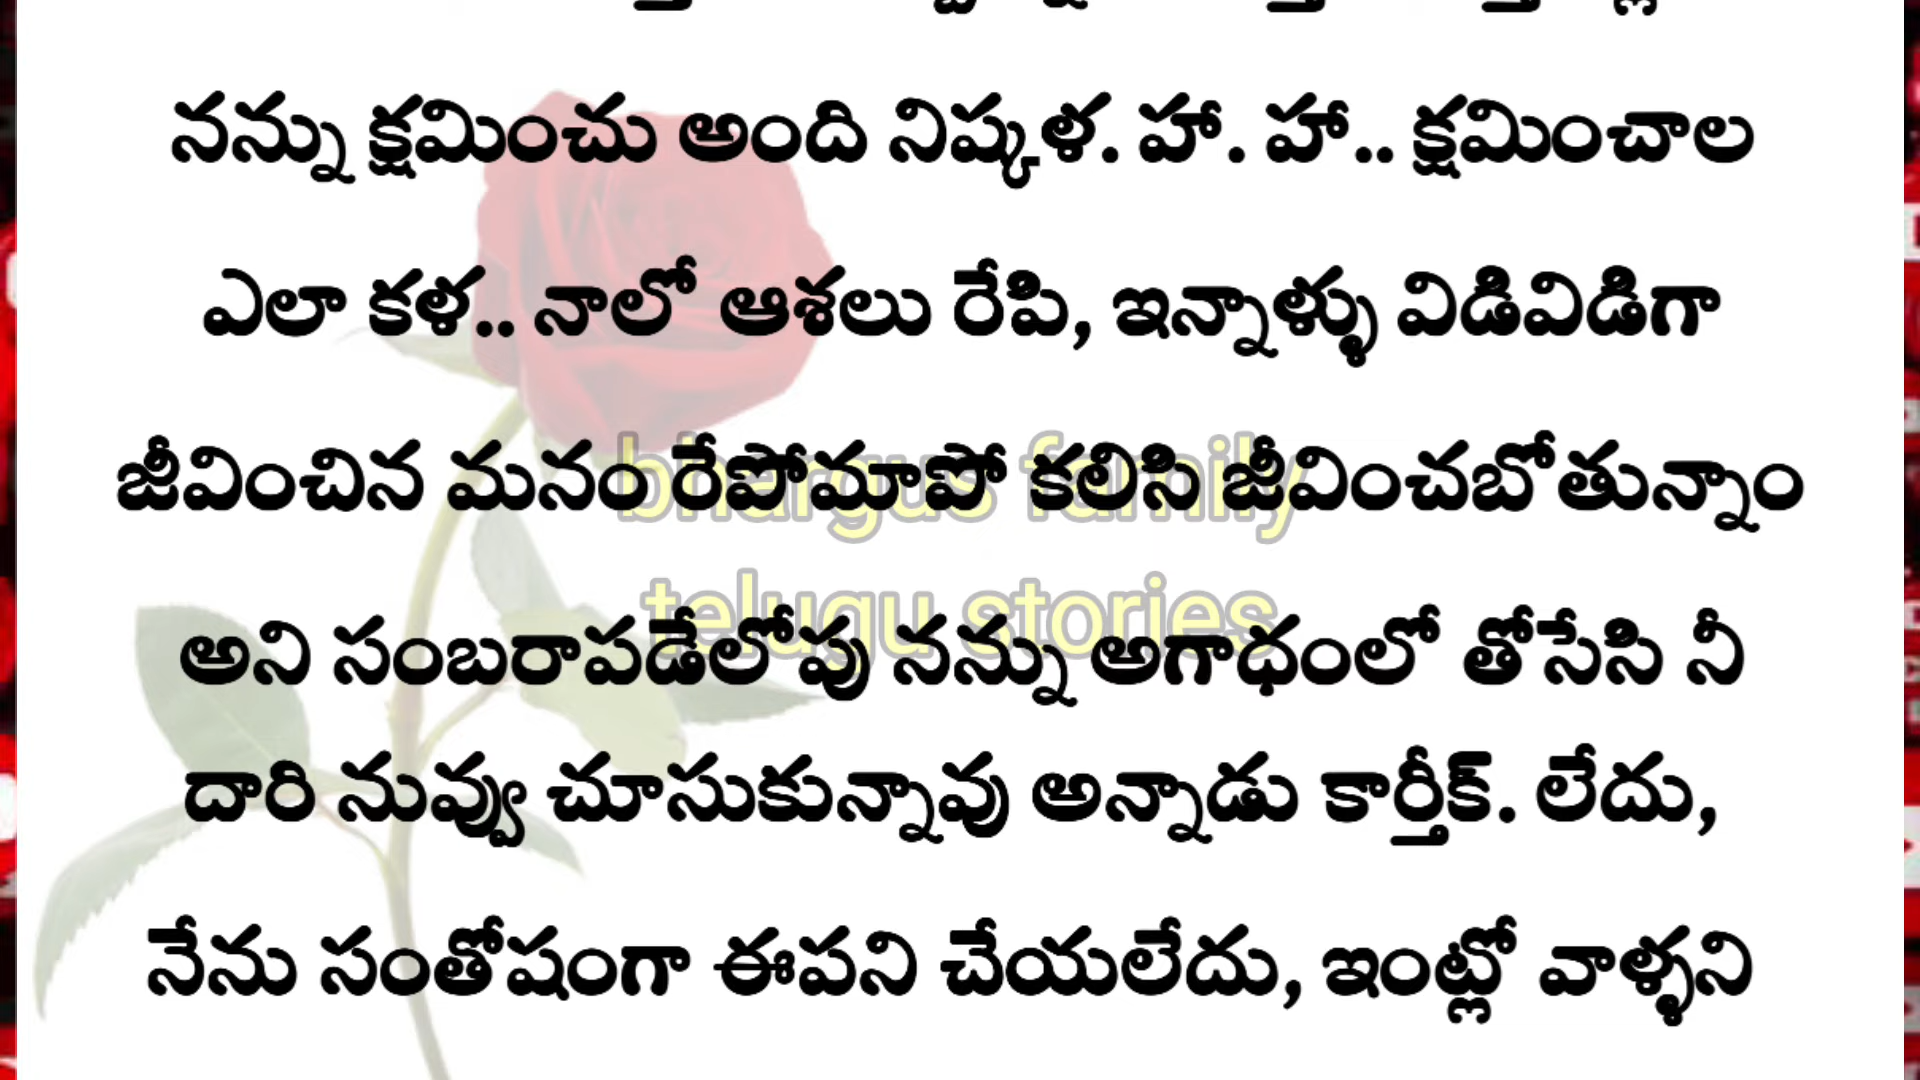 నన్ను క్షమించు అంది నిష్కళ. హా. హా.. క్షమించాల
ఎలా కళ.. నాలో ఆశలు రేపి, ఇన్నాళ్ళు విడివిడిగా
జీవించిన మనం రేపోమాపో కలిసి జీవించబోతున్నాం
bhargus family
telugu stories
అని సంబరాపడేలోపు నన్ను అగాధంలో తోసేసి నీ
దారి నువ్వు చూసుకున్నావు అన్నాడు కార్తీక్. లేదు,
నేను సంతోషంగా ఈపని చేయలేదు, ఇంట్లో వాళ్ళని